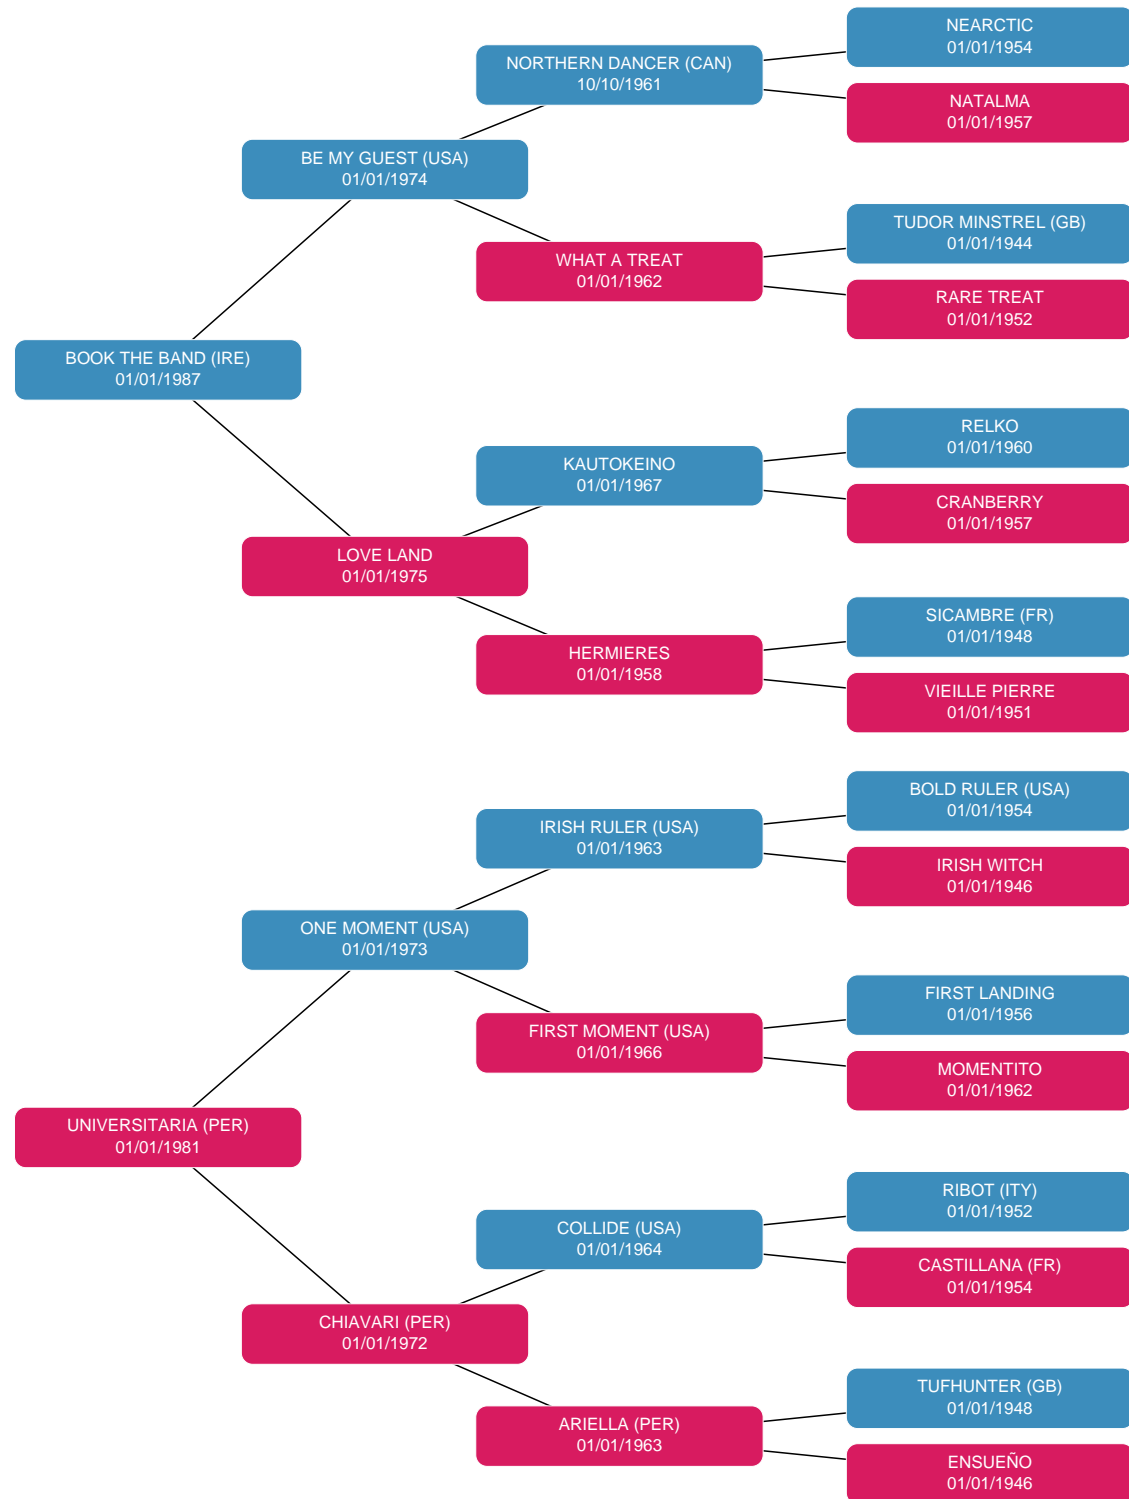 NEARCTIC
01/01/1954
NORTHERN DANCER (CAN)
10/10/1961
NATALMA
01/01/1957
BE MY GUEST (USA)
01/01/1974
TUDOR MINSTREL (GB)
01/01/1944
WHAT A TREAT
01/01/1962
RARE TREAT
01/01/1952
BOOK THE BAND (IRE)
01/01/1987
RELKO
01/01/1960
KAUTOKEINO
01/01/1967
CRANBERRY
01/01/1957
LOVE LAND
01/01/1975
SICAMBRE (FR)
01/01/1948
HERMIERES
01/01/1958
VIEILLE PIERRE
01/01/1951
BOLD RULER (USA)
01/01/1954
IRISH RULER (USA)
01/01/1963
IRISH WITCH
01/01/1946
ONE MOMENT (USA)
01/01/1973
FIRST LANDING
01/01/1956
FIRST MOMENT (USA)
01/01/1966
MOMENTITO
01/01/1962
UNIVERSITARIA (PER)
01/01/1981
RIBOT (ITY)
01/01/1952
COLLIDE (USA)
01/01/1964
CASTILLANA (FR)
01/01/1954
CHIAVARI (PER)
01/01/1972
TUFHUNTER (GB)
01/01/1948
ARIELLA (PER)
01/01/1963
ENSUEÑO
01/01/1946